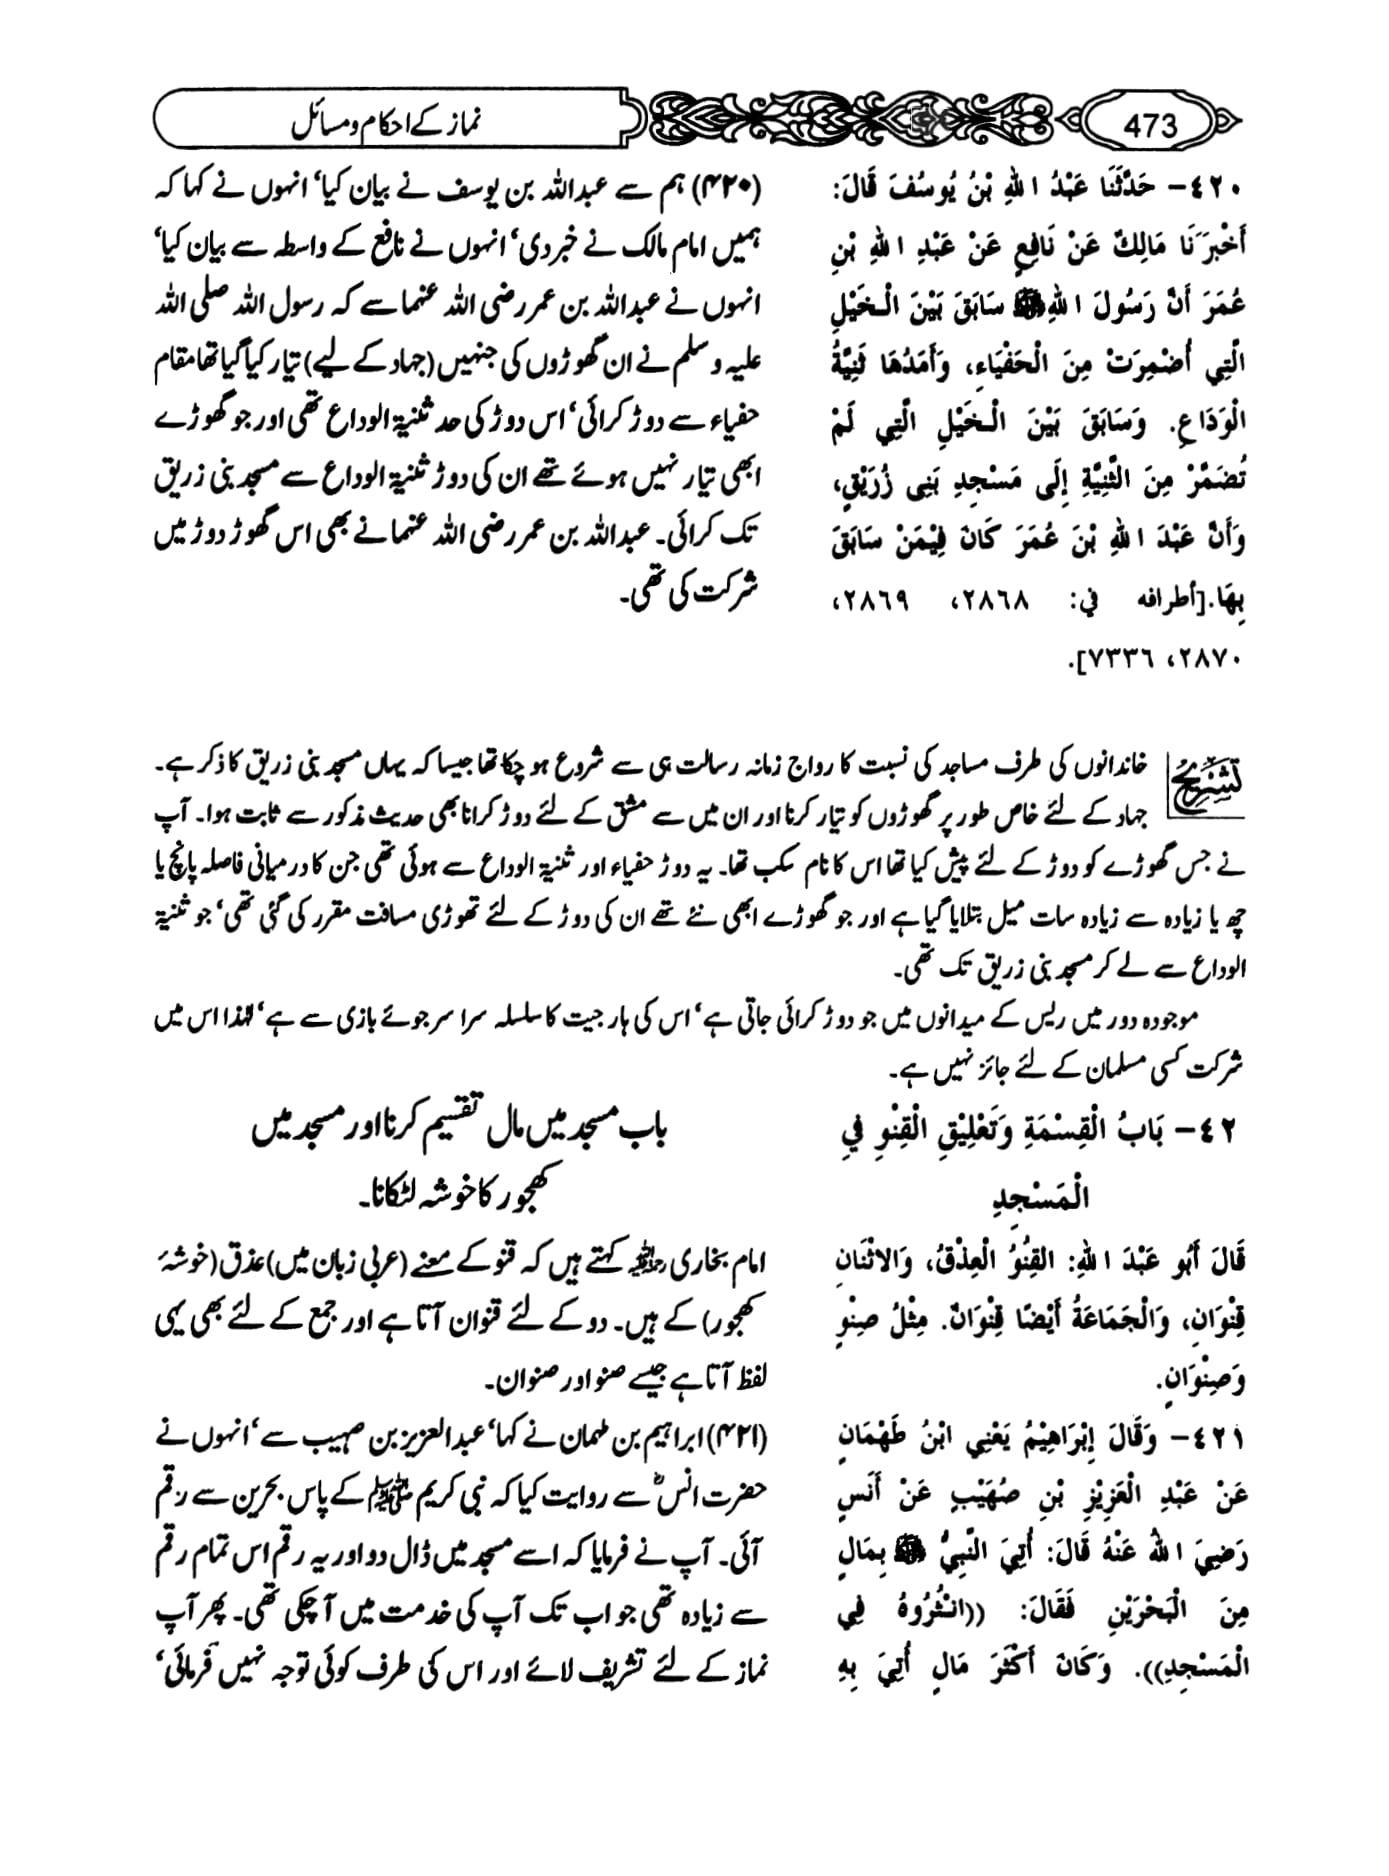 473
نماز کے احکام و مسائل
٤٢٠- حَدَّثَنَا عَبْدُ اللهِ بْنُ يُوسُفَ قَالَ:
أَخْبَرَنَا مَالِكٌ عَنْ نَافِعٍ عَنْ عَبْدِ اللهِ بْنِ
عُمَرَ أَنَّ رَسُولَ اللهِ ﷺ سَابَقَ بَيْنَ الْخَيْلِ
الَّتِي أُضْمِرَتْ مِنَ الْحَفْيَاءِ، وَأَمَدُهَا ثَنِيَّةُ
الْوَدَاعِ. وَسَابَقَ بَيْنَ الْخَيْلِ الَّتِي لَمْ
تُضَمَّرْ مِنَ الثَّنِيَّةِ إِلَى مَسْجِدِ بَنِي زُرَيْقٍ،
وَأَنَّ عَبْدَ اللهِ بْنَ عُمَرَ كَانَ فِيْمَنْ سَابَقَ
بِهَا.[أطرافه في: ٢٨٦٨، ٢٨٦٩،
٢٨٧٠، ٧٣٣٦].
(۴۲۰) ہم سے عبداللہ بن یوسف نے بیان کیا‘ انہوں نے کہا کہ
ہمیں امام مالک نے خبر دی‘ انہوں نے نافع کے واسطہ سے بیان کیا‘
انہوں نے عبداللہ بن عمر رضی اللہ عنہما سے کہ رسول اللہ صلی اللہ
علیہ و سلم نے ان گھوڑوں کی جنہیں (جہاد کے لیے) تیار کیا گیا تھا مقام
حفیاء سے دوڑ کرائی‘ اس دوڑ کی حد ثنیۃ الوداع تھی اور جو گھوڑے
ابھی تیار نہیں ہوئے تھے ان کی دوڑ ثنیۃ الوداع سے مسجد بنی زریق
تک کرائی۔ عبداللہ بن عمر رضی اللہ عنہما نے بھی اس گھوڑ دوڑ میں
شرکت کی تھی۔
تشریح خاندانوں کی طرف مساجد کی نسبت کا رواج زمانہ رسالت ہی سے شروع ہو چکا تھا جیسا کہ یہاں مسجد بنی زریق کا ذکر ہے۔
جہاد کے لئے خاص طور پر گھوڑوں کو تیار کرنا اور ان میں سے مشق کے لئے دوڑ کرانا بھی حدیث مذکور سے ثابت ہوا۔ آپ
نے جس گھوڑے کو دوڑ کے لئے پیش کیا تھا اس کا نام سکب تھا۔ یہ دوڑ حفیاء اور ثنیۃ الوداع سے ہوئی تھی جن کا درمیانی فاصلہ پانچ یا
چھ یا زیادہ سے زیادہ سات میل بتلایا گیا ہے اور جو گھوڑے ابھی نئے تھے ان کی دوڑ کے لئے تھوڑی مسافت مقرر کی گئی تھی‘ جو ثنیۃ
الوداع سے لے کر مسجد بنی زریق تک تھی۔
موجودہ دور میں ریس کے میدانوں میں جو دوڑ کرائی جاتی ہے‘ اس کی ہار جیت کا سلسلہ سرا سر جوئے بازی سے ہے‘ لہٰذا اس میں
شرکت کسی مسلمان کے لئے جائز نہیں ہے۔
٤٢- بَابُ الْقِسْمَةِ وَتَعْلِيْقِ الْقِنْوِ فِي
الْمَسْجِدِ
باب مسجد میں مال تقسیم کرنا اور مسجد میں
کھجور کا خوشہ لٹکانا۔
قَالَ أَبُو عَبْدَ اللهِ: القِنْوُ الْعِذْقُ، وَالاثْنَانِ
قِنْوَانِ، وَالْجَمَاعَةُ أَيْضًا قِنْوَانٌ. مِثْلُ صِنْوٍ
وَصِنْوَانٍ.
امام بخاری رحمۃ اللہ علیہ کہتے ہیں کہ قنو کے معنے (عربی زبان میں) عذق (خوشۂ
کھجور) کے ہیں۔ دو کے لئے قنوان آتا ہے اور جمع کے لئے بھی یہی
لفظ آتا ہے جیسے صنو اور صنوان۔
٤٢١- وَقَالَ إِبْرَاهِيْمُ يَعْنِي ابْنُ طَهْمَانٍ
عَنْ عَبْدِ الْعَزِيْزِ بْنِ صُهَيْبٍ عَنْ أَنَسٍ
رَضِيَ اللهُ عَنْهُ قَالَ: أُتِيَ النَّبِيُّ ﷺ بِمَالٍ
مِنَ الْبَحْرَيْنِ فَقَالَ: ((انْثُرُوهُ فِي
الْمَسْجِدِ)). وَكَانَ أَكْثَرَ مَالٍ أُتِيَ بِهِ
(۴۲۱) ابراہیم بن طہمان نے کہا‘ عبدالعزیز بن صہیب سے‘ انہوں نے
حضرت انسؓ سے روایت کیا کہ نبی کریم ﷺ کے پاس بحرین سے رقم
آئی۔ آپ نے فرمایا کہ اسے مسجد میں ڈال دو اور یہ رقم اس تمام رقم
سے زیادہ تھی جو اب تک آپ کی خدمت میں آ چکی تھی۔ پھر آپ
نماز کے لئے تشریف لائے اور اس کی طرف کوئی توجہ نہیں فرمائی‘